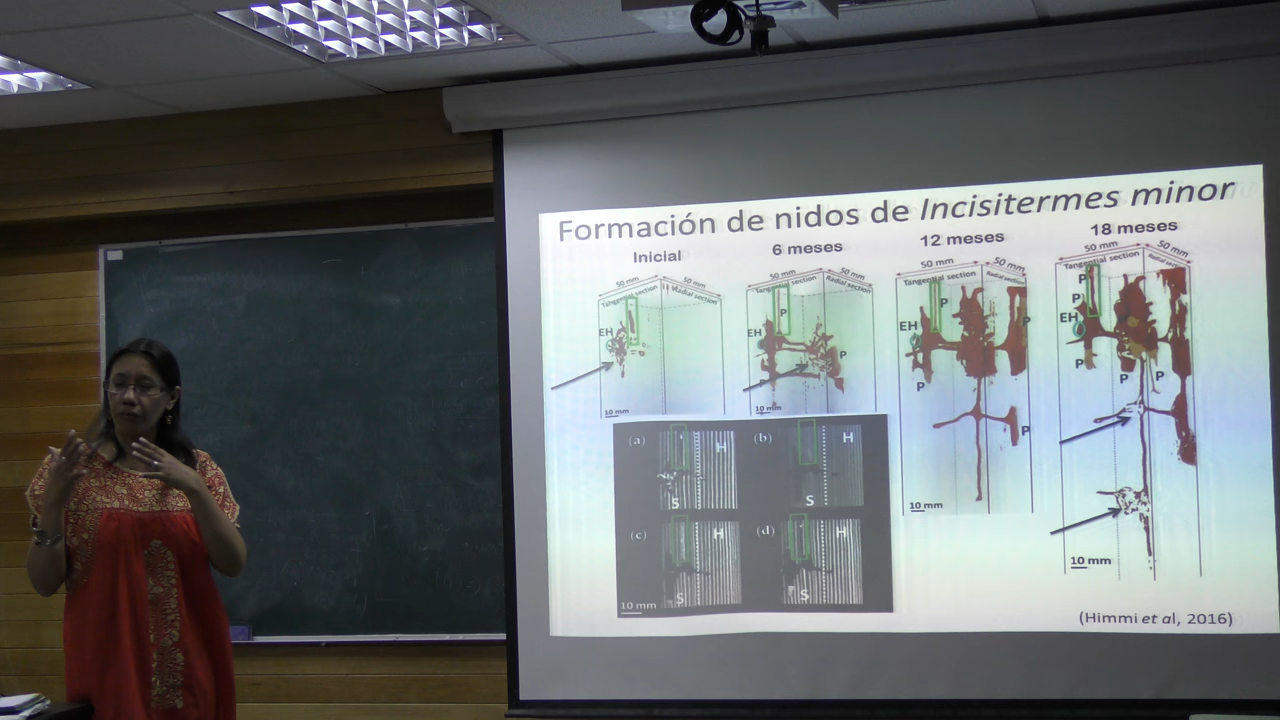 Formación de nidos de Incisitermes minor
Inicial
6 meses
12 meses
18 meses
50 mm
50 mm
Tangential section
Radial section
EH
10 mm
50 mm
50 mm
Tangential section
Radial section
P
EH
P
10 mm
50 mm
50 mm
Tangential section
Radial section
P
EH
P
P
P
10 mm
50 mm
50 mm
Tangential section
Radial section
P
P
EH
P
P
P
10 mm
(a)
H
S
(b)
H
S
(c)
H
S
(d)
H
S
10 mm
(Himmi et al, 2016)